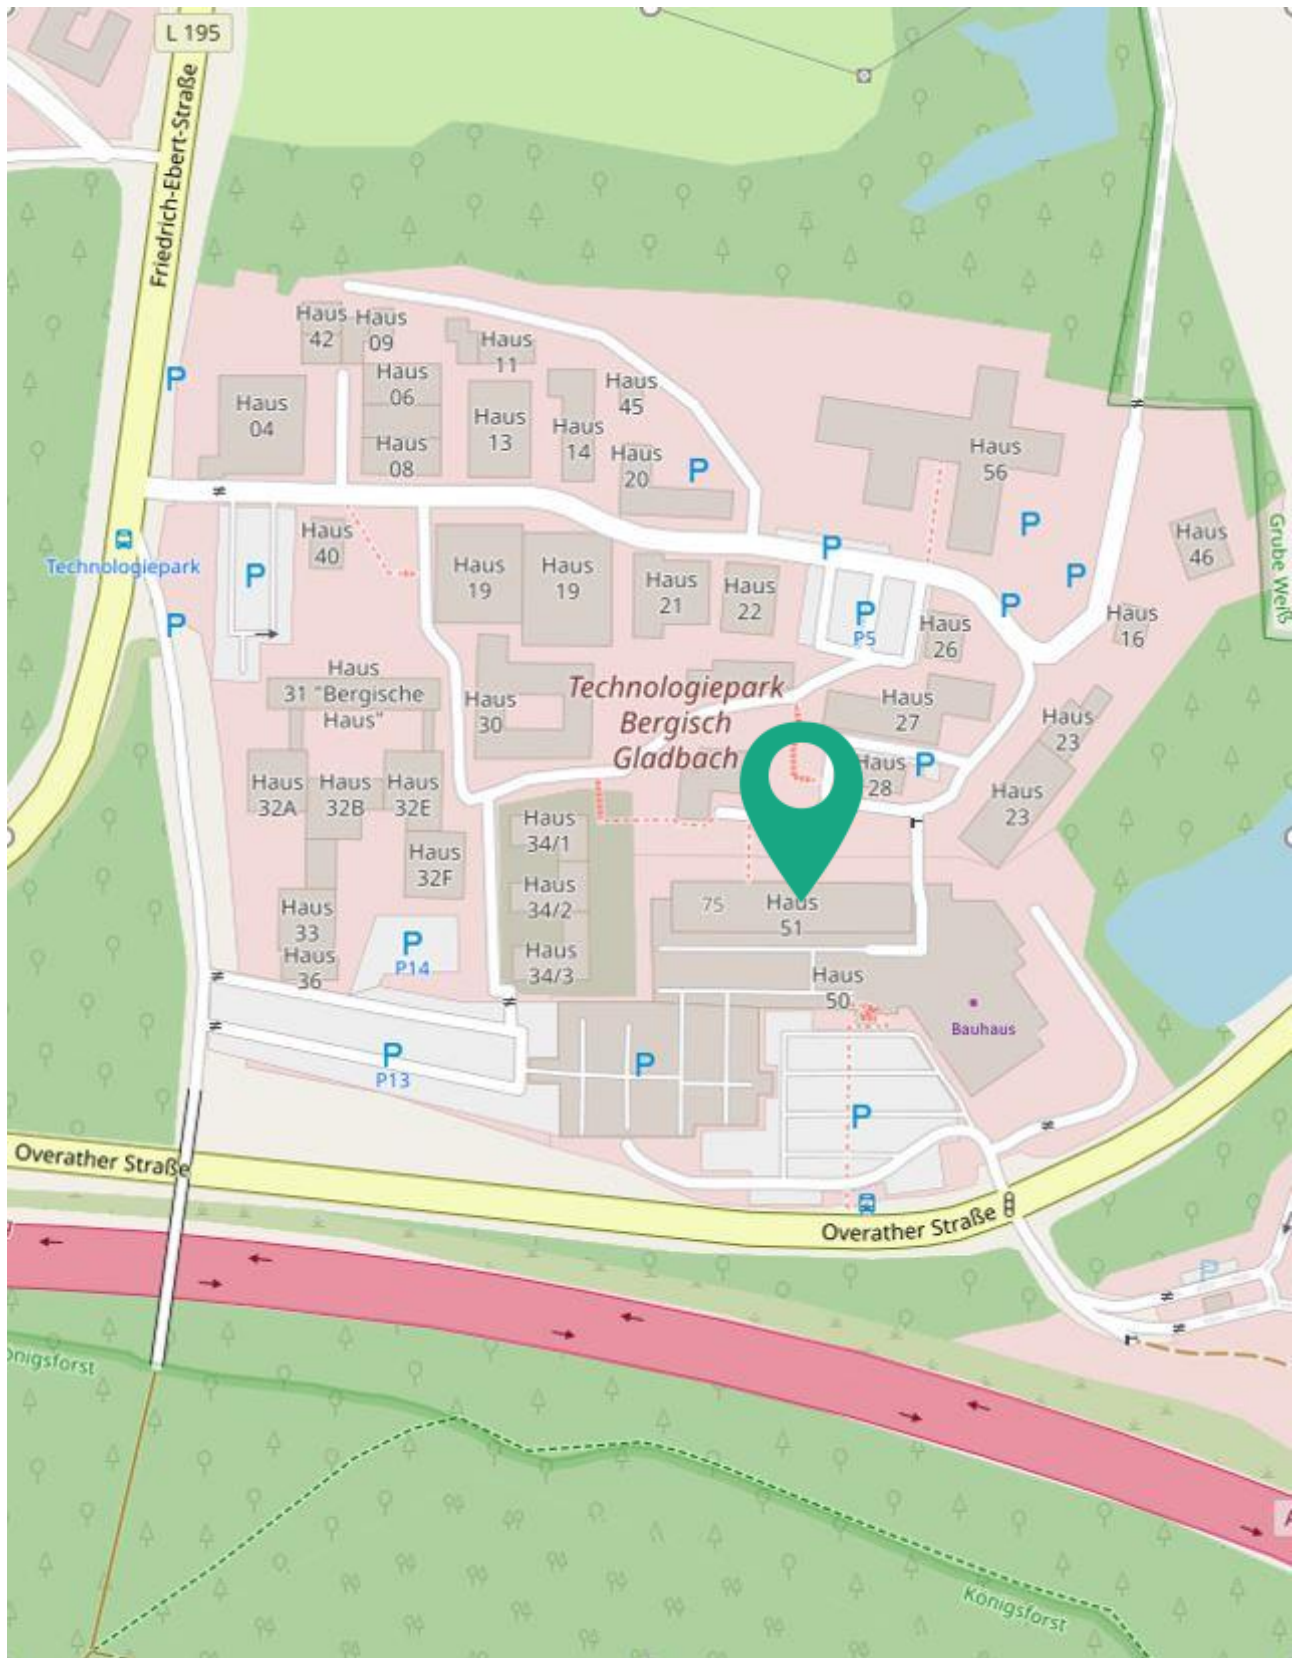 L 195
Friedrich-Ebert-Straße
Haus
42
Haus
09
Haus
11
Haus
06
Haus
45
P
Haus
04
Haus
13
Haus
14
Haus
08
Haus
20
P
Haus
56
P
Haus
40
Technologiepark
P
P
Haus
19
Haus
19
Haus
21
Haus
22
P
P
P5
P
P
Haus
46
Grube Weiß
Haus
26
Haus
16
P
Haus
31 "Bergische
Haus"
Haus
30
Technologiepark
Bergisch
Gladbach
Haus
27
Haus
23
Haus
28
P
Haus
23
Haus
32A
Haus
32B
Haus
32E
Haus
34/1
Haus
32F
Haus
34/2
Haus
33
Haus
36
P
P14
Haus
34/3
75
Haus
51
Haus
50
Bauhaus
P
P13
P
P
Overather Straße
Overather Straße
P
A
Königsforst